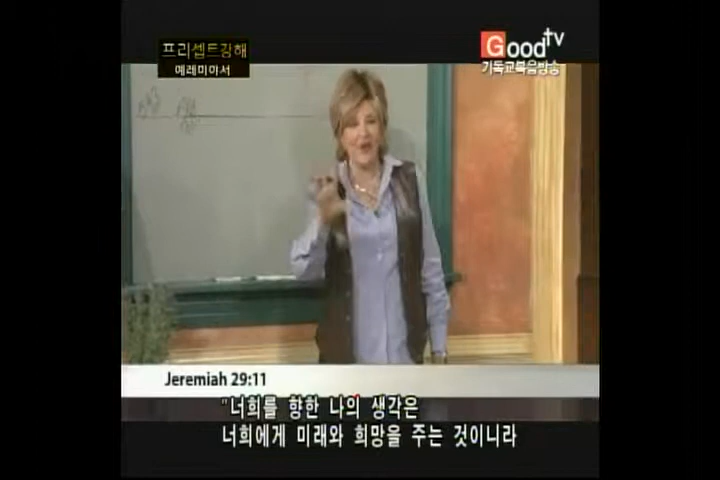 프리셉트강해
예레미야서
Good tv
기독교복음방송
Jeremiah 29:11
"너희를 향한 나의 생각은
너희에게 미래와 희망을 주는 것이니라